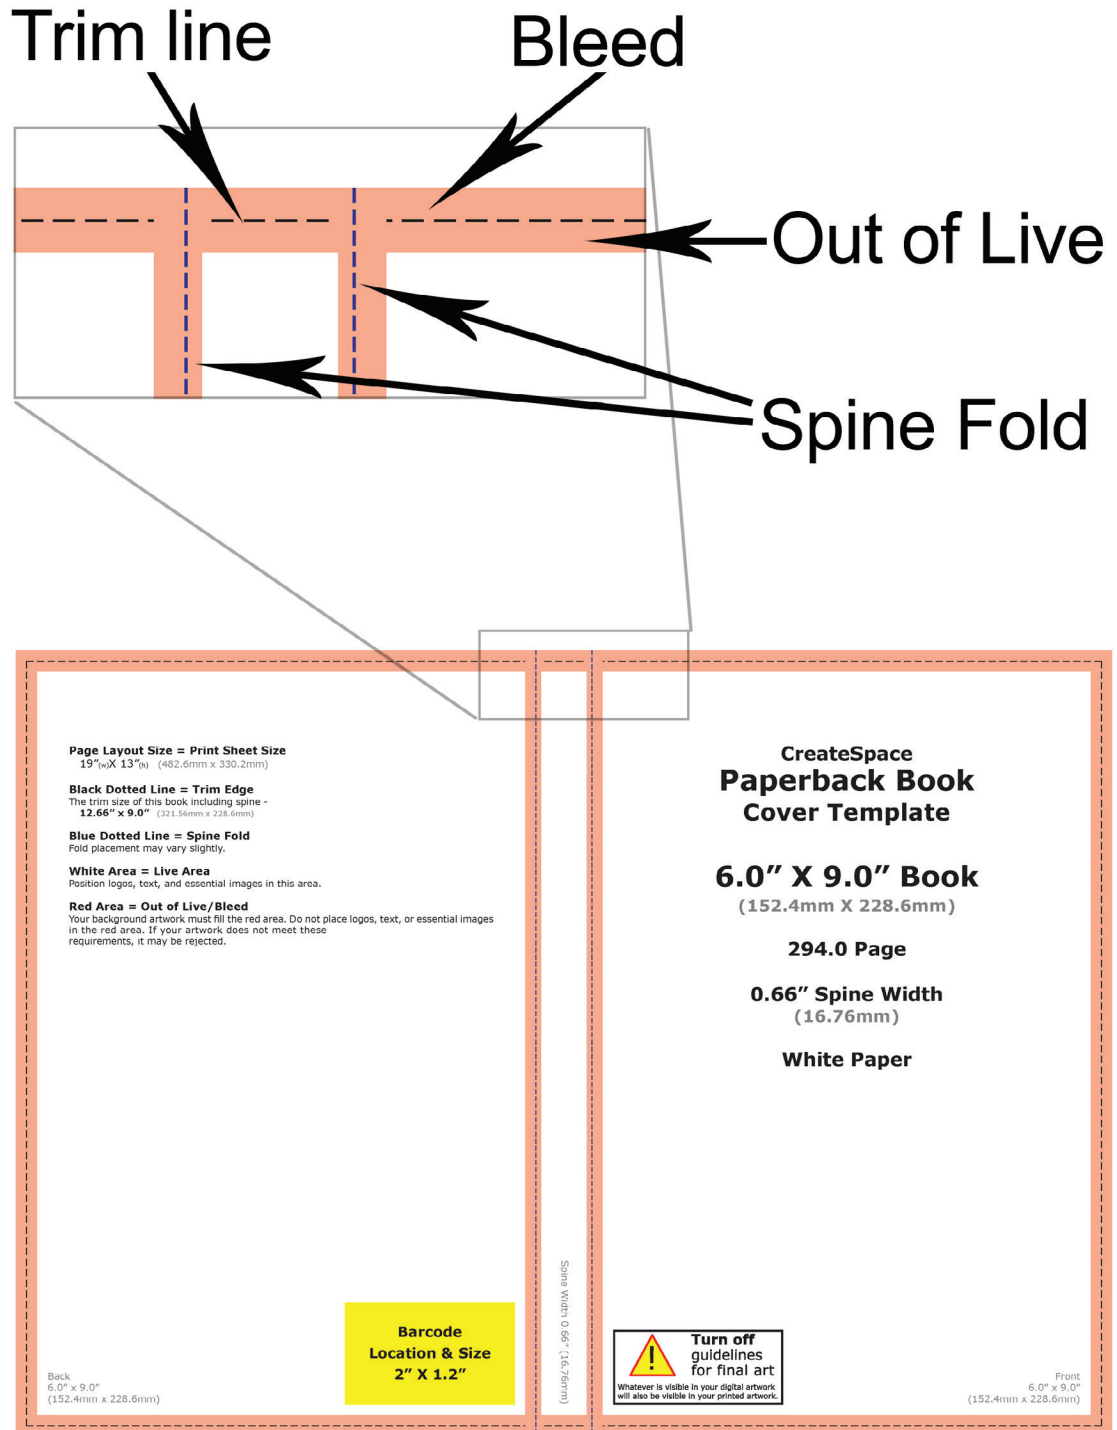 Trim line
Bleed
Out of Live
Spine Fold
Page Layout Size = Print Sheet Size
19″(w)X 13″(h) (482.6mm x 330.2mm)
Black Dotted Line = Trim Edge
The trim size of this book including spine -
12.66″ x 9.0″ (321.56mm x 228.6mm)
Blue Dotted Line = Spine Fold
Fold placement may vary slightly.
White Area = Live Area
Position logos, text, and essential images in this area.
Red Area = Out of Live/Bleed
Your background artwork must fill the red area. Do not place logos, text, or essential images
in the red area. If your artwork does not meet these
requirements, it may be rejected.
Barcode
Location & Size
2″ X 1.2″
Back
6.0″ x 9.0″
(152.4mm x 228.6mm)
Spine Width 0.66″ (16.76mm)
CreateSpace
Paperback Book
Cover Template
6.0″ X 9.0″ Book
(152.4mm X 228.6mm)
294.0 Page
0.66″ Spine Width
(16.76mm)
White Paper
!
Turn off
guidelines
for final art
Whatever is visible in your digital artwork
will also be visible in your printed artwork.
Front
6.0″ x 9.0″
(152.4mm x 228.6mm)